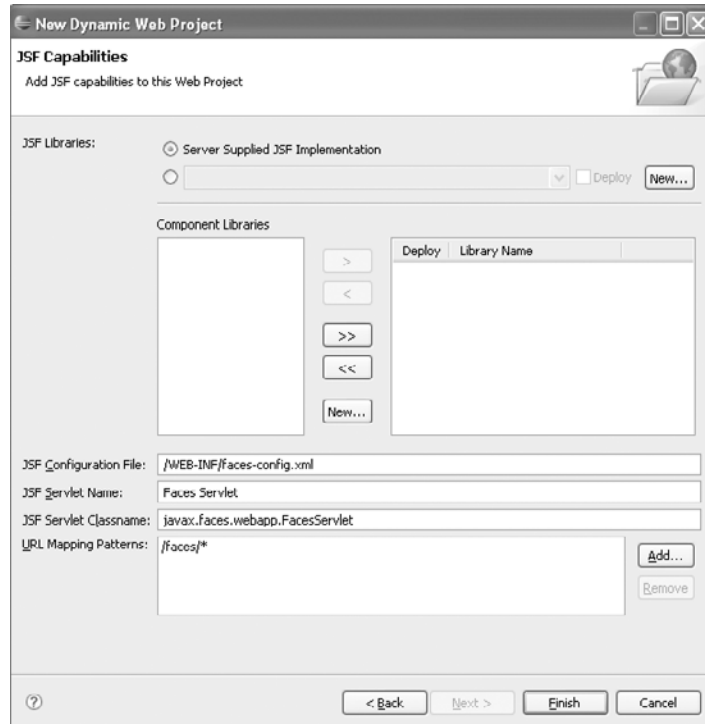 New Dynamic Web Project
JSF Capabilities
Add JSF capabilities to this Web Project
JSF Libraries:
Server Supplied JSF Implementation
Deploy
New...
Component Libraries
>
<
>>
<<
New...
Deploy Library Name
JSF Configuration File: /WEB-INF/faces-config.xml
JSF Servlet Name: Faces Servlet
JSF Servlet Classname: javax.faces.webapp.FacesServlet
URL Mapping Patterns: /faces/*
Add...
Remove
? < Back Next > Finish Cancel